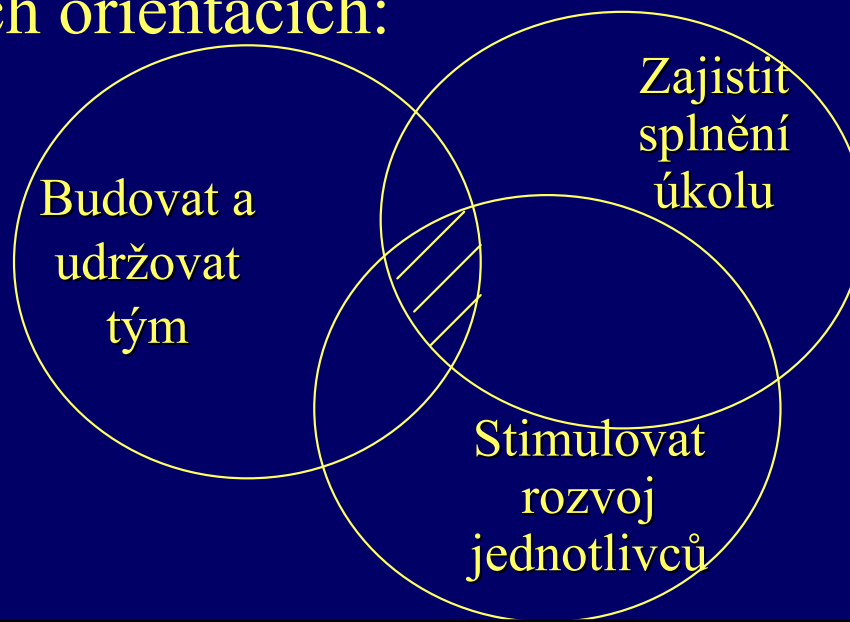 ch orientacích:
Budovat a
udržovat
tým
Zajistit
splnění
úkolu
Stimulovat
rozvoj
jednotlivců